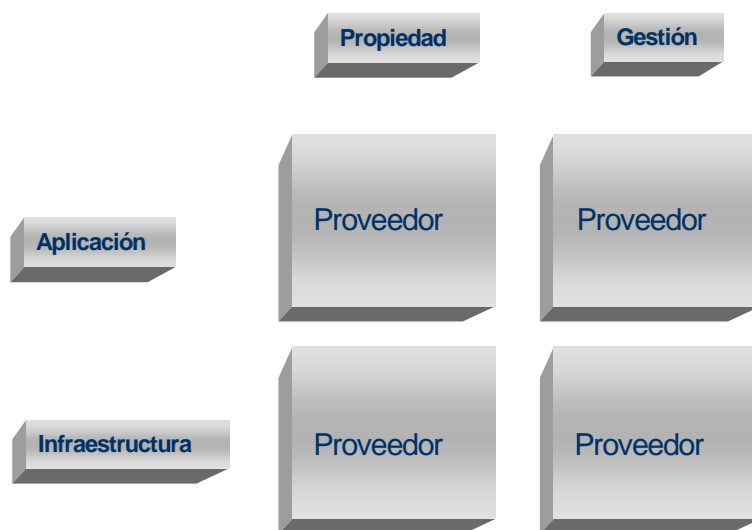 Propiedad
Gestión
Aplicación
Proveedor
Proveedor
Infraestructura
Proveedor
Proveedor